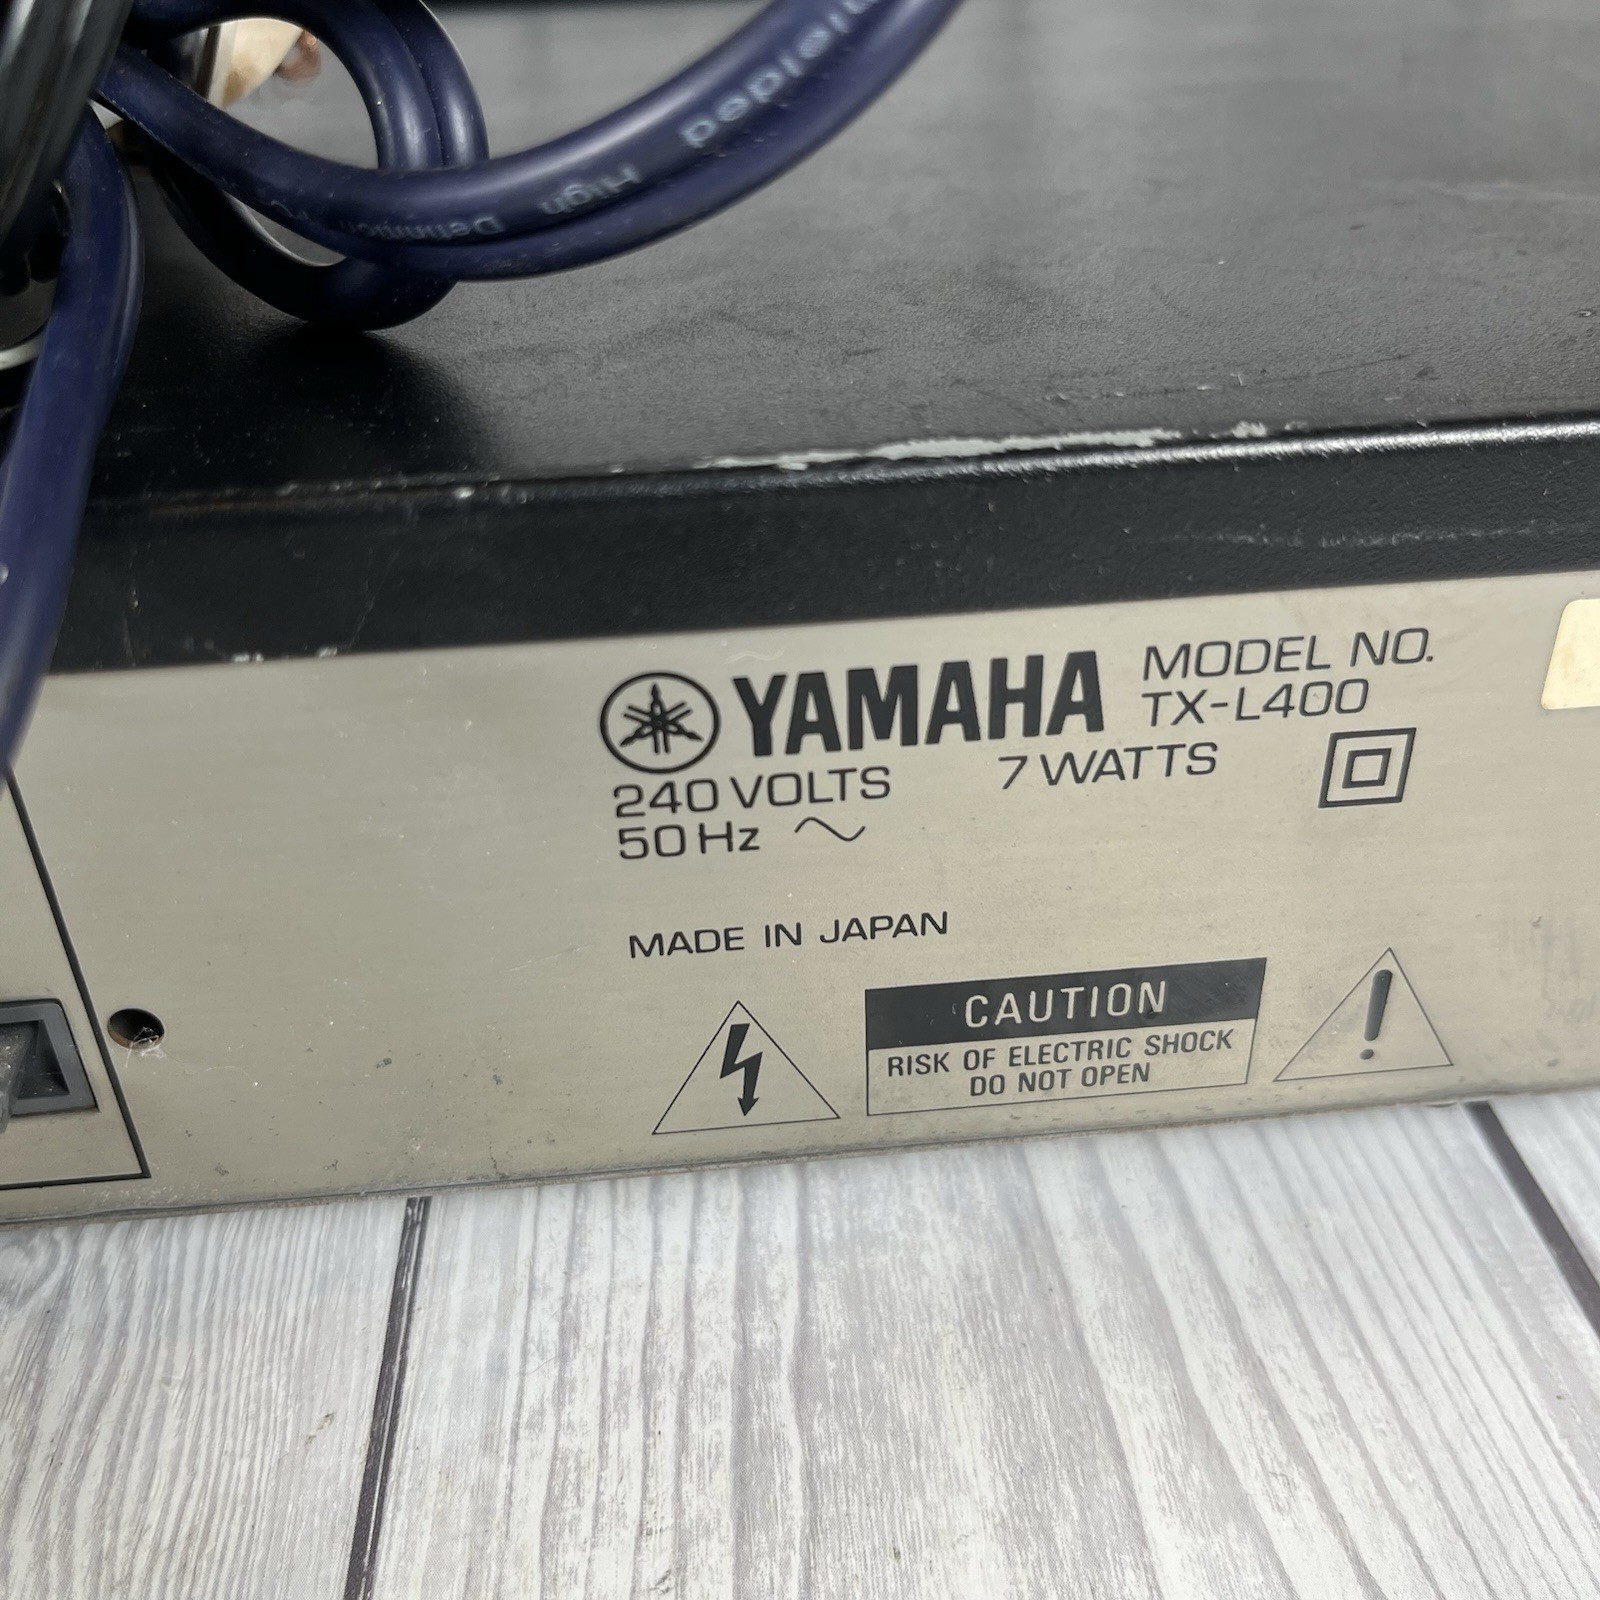 Shielded
High Definition
YAMAHA MODEL NO.
TX-L400
240 VOLTS 7 WATTS
50 Hz
MADE IN JAPAN
CAUTION
RISK OF ELECTRIC SHOCK
DO NOT OPEN